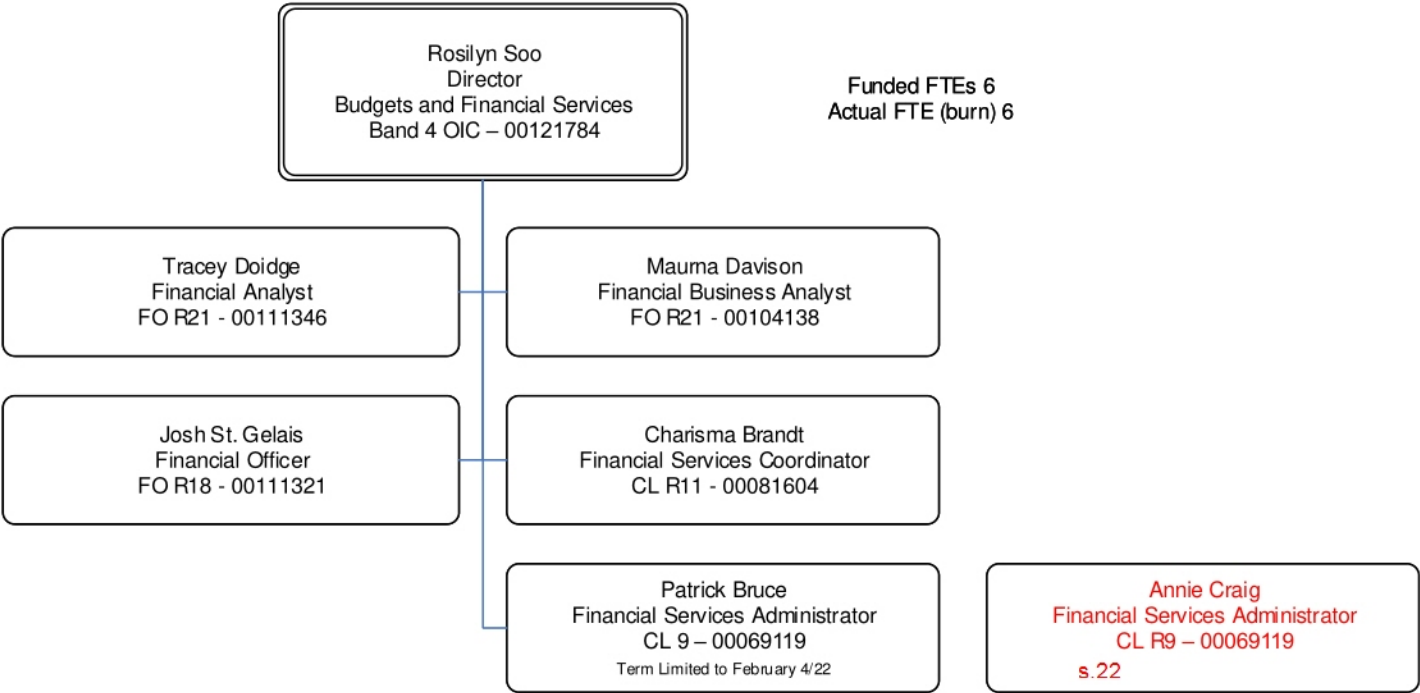 Rosilyn Soo
Director
Budgets and Financial Services
Band 4 OIC – 00121784
Funded FTEs 6
Actual FTE (burn) 6
Tracey Doidge
Financial Analyst
FO R21 - 00111346
Maurna Davison
Financial Business Analyst
FO R21 - 00104138
Josh St. Gelais
Financial Officer
FO R18 - 00111321
Charisma Brandt
Financial Services Coordinator
CL R11 - 00081604
Patrick Bruce
Financial Services Administrator
CL 9 – 00069119
Term Limited to February 4/22
Annie Craig
Financial Services Administrator
CL R9 – 00069119
s.22